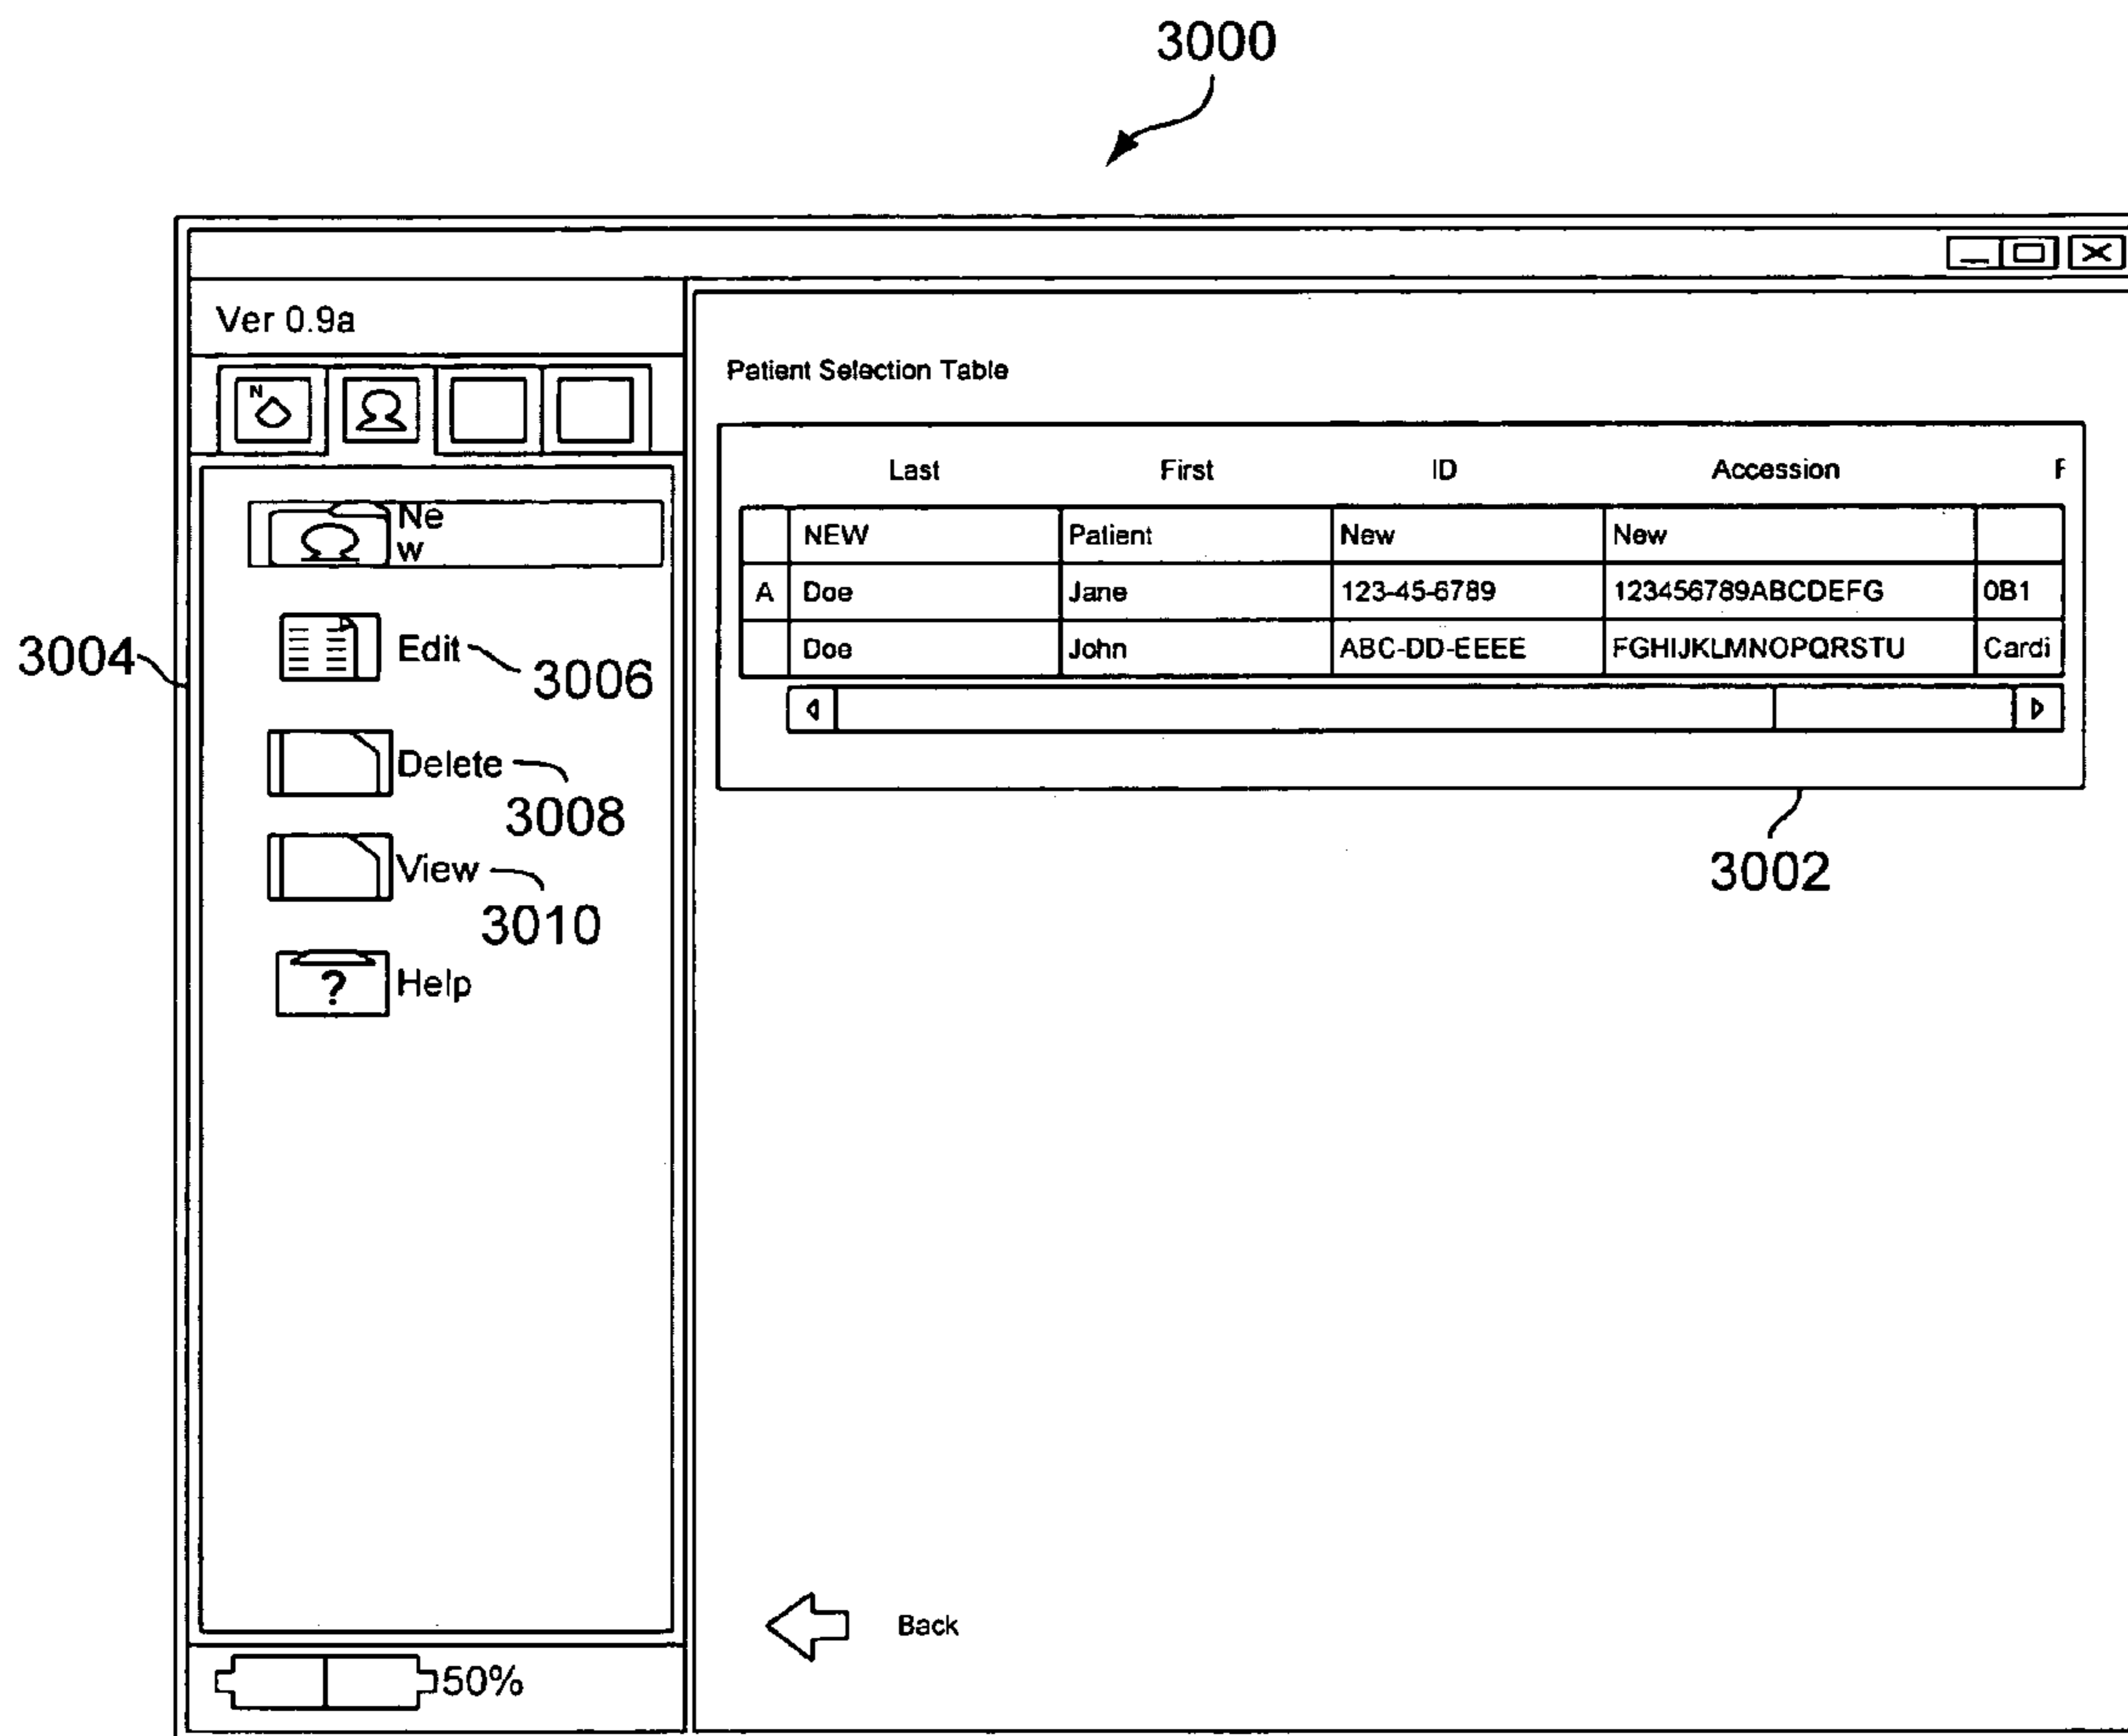 3000
Ver 0.9a
N
Patient Selection Table
Last First ID Accession F
NEW Patient New New
A Doe Jane 123-45-6789 123456789ABCDEFG 0B1
Doe John ABC-DD-EEEE FGHIJKLMNOPQRSTU Cardi
3002
Ne
w
3004
Edit
3006
Delete
3008
View
3010
?
Help
Back
50%